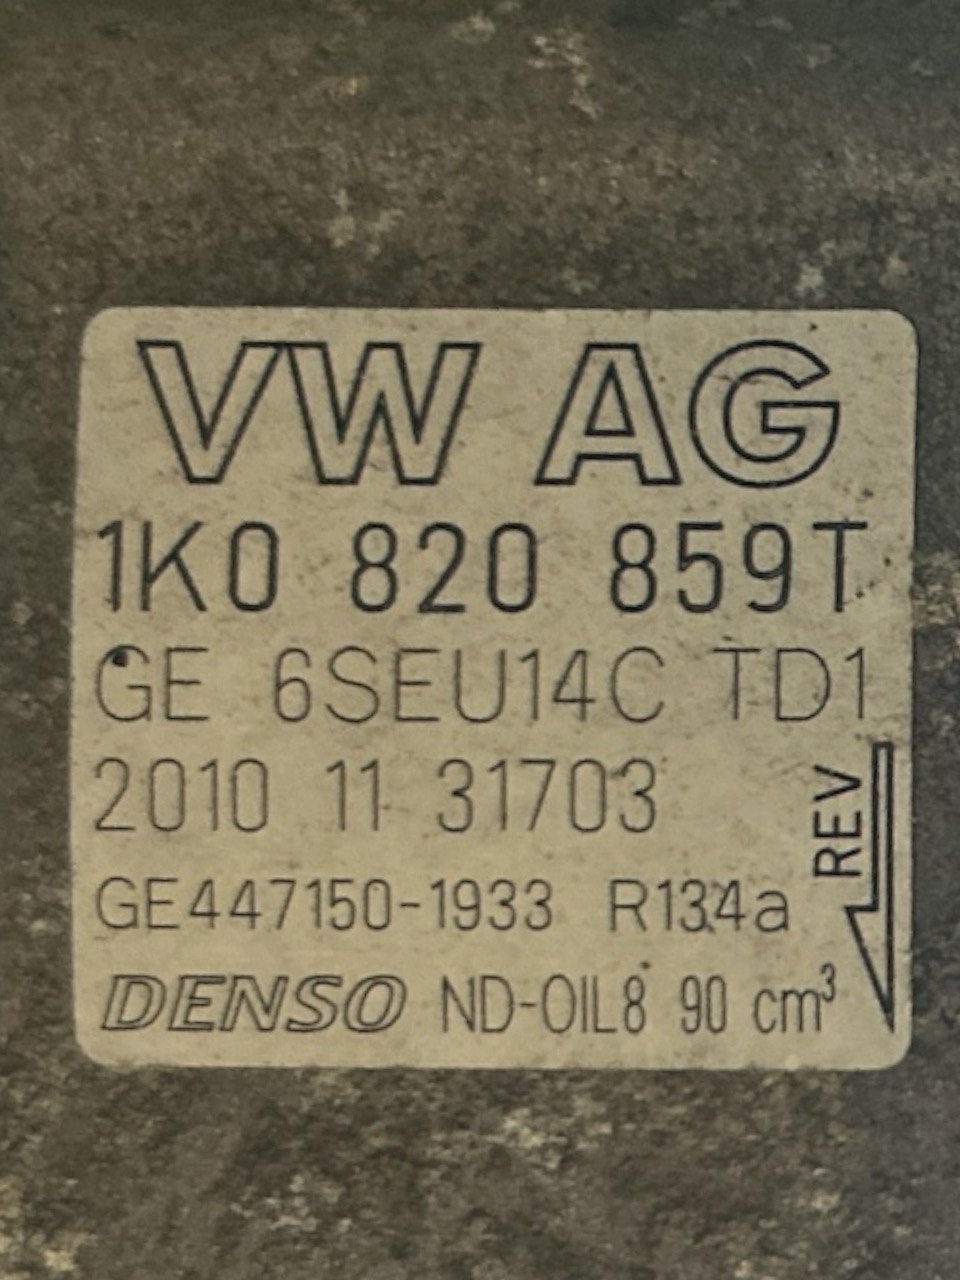 VW AG
1K0 820 859T
GE 6SEU14C TD1
2010 11 31703
REV
GE447150-1933 R134a
DENSO ND-OIL8 90 cm³